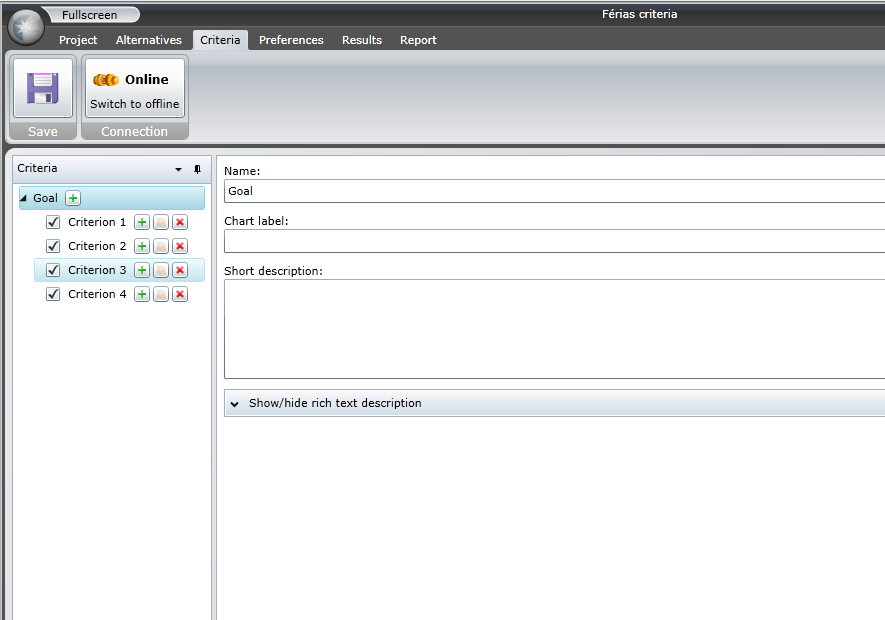 Fullscreen
Férias criteria
Project Alternatives Criteria Preferences Results Report
Online
Switch to offline
Save Connection
Criteria
Goal
Criterion 1
Criterion 2
Criterion 3
Criterion 4
Name:
Goal
Chart label:
Short description:
Show/hide rich text description